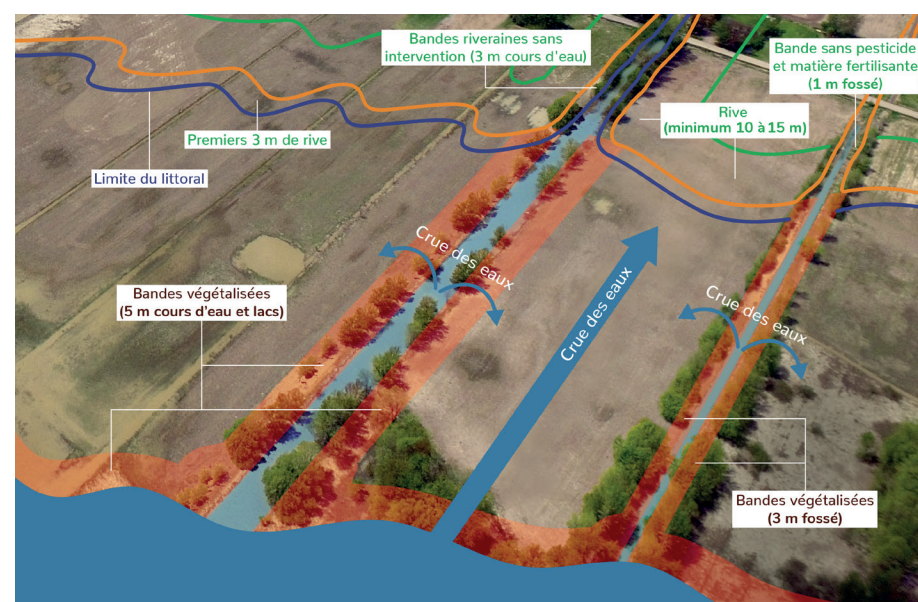 Bandes riveraines sans
intervention (3 m cours d'eau)
Bande sans pesticide
et matière fertilisante
(1 m fossé)
Rive
(minimum 10 à 15 m)
Premiers 3 m de rive
Limite du littoral
Crue des eaux
Crue des eaux
Crue des eaux
Bandes végétalisées
(5 m cours d'eau et lacs)
Bandes végétalisées
(3 m fossé)